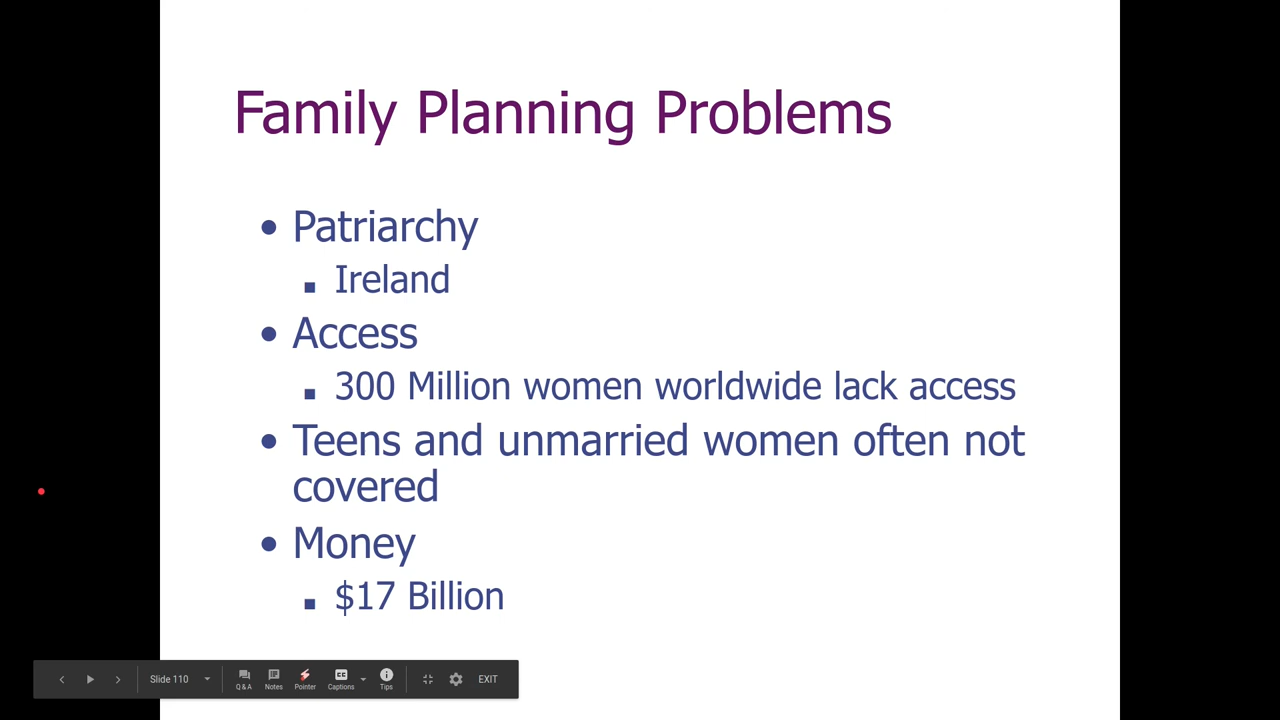 Family Planning Problems
• Patriarchy
▪ Ireland
• Access
▪ 300 Million women worldwide lack access
• Teens and unmarried women often not
covered
• Money
▪ $17 Billion
Slide 110
Q & A Notes Pointer Captions Tips EXIT